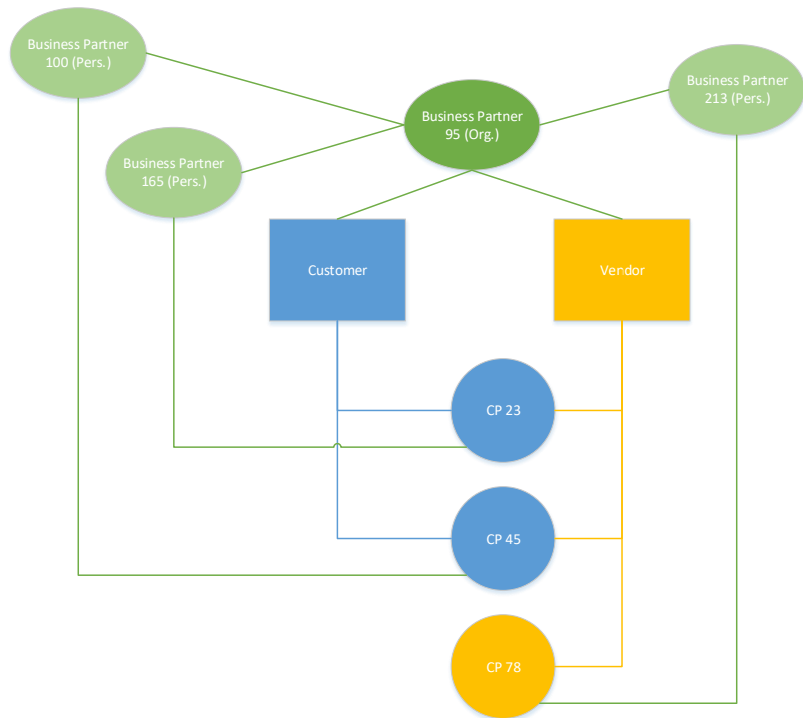 Business Partner
100 (Pers.)
Business Partner
213 (Pers.)
Business Partner
95 (Org.)
Business Partner
165 (Pers.)
Customer
Vendor
CP 23
CP 45
CP 78